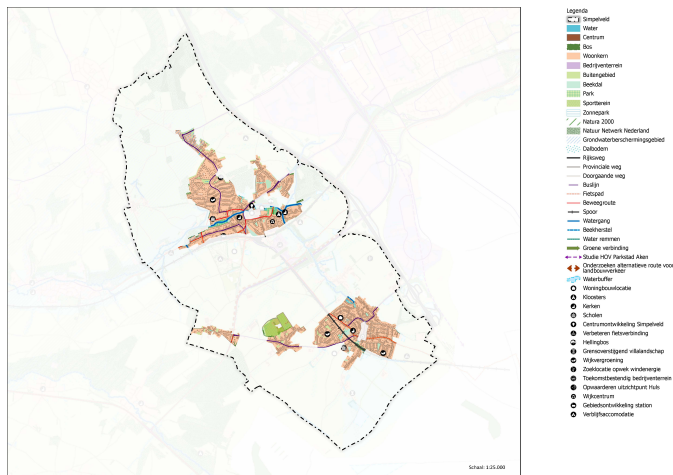 Legenda
Simpelveld
Water
Centrum
Bos
Woonkern
Bedrijventerrein
Buitengebied
Beekdal
Park
Sportterein
Zonnepark
Natura 2000
Natuur Netwerk Nederland
Grondwaterbeschermingsgebied
Dalbodem
Rijksweg
Provinciale weg
Doorgaande weg
Buslijn
Fietspad
Beweegroute
Spoor
Watergang
Beekherstel
Water remmen
Groene verbinding
Studie HOV Parkstad Aken
Onderzoeken alternatieve route voor
landbouwverkeer
Waterbuffer
Woningbouwlocatie
Kloosters
Kerken
Scholen
Centrumontwikkeling Simpelveld
Verbeteren fietsverbinding
Hellingbos
Grensoverstijgend villalandschap
Wijkvergroening
Zoeklocatie opwek windenergie
Toekomstbestendig bedrijventerrein
Opwaarderen uitzichtpunt Huls
Wijkcentrum
Gebiedsontwikkeling station
Verblijfsaccomodatie
Schaal: 1:25.000